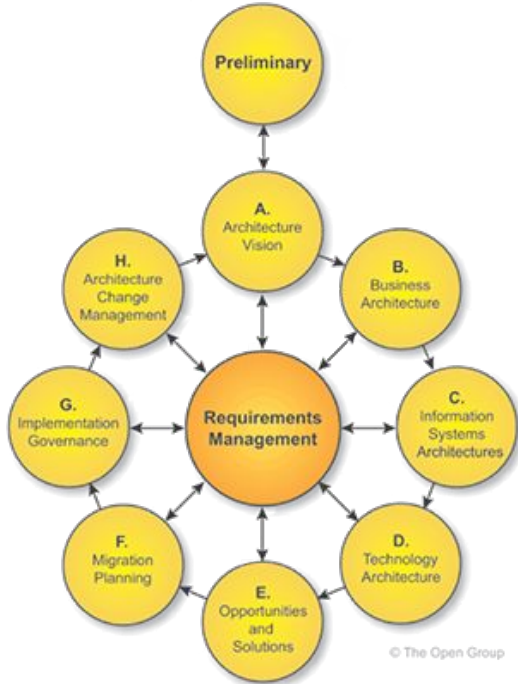 Preliminary
A.
Architecture
Vision
B.
Business
Architecture
C.
Information
Systems
Architectures
D.
Technology
Architecture
E.
Opportunities
and
Solutions
F.
Migration
Planning
G.
Implementation
Governance
H.
Architecture
Change
Management
Requirements
Management
© The Open Group